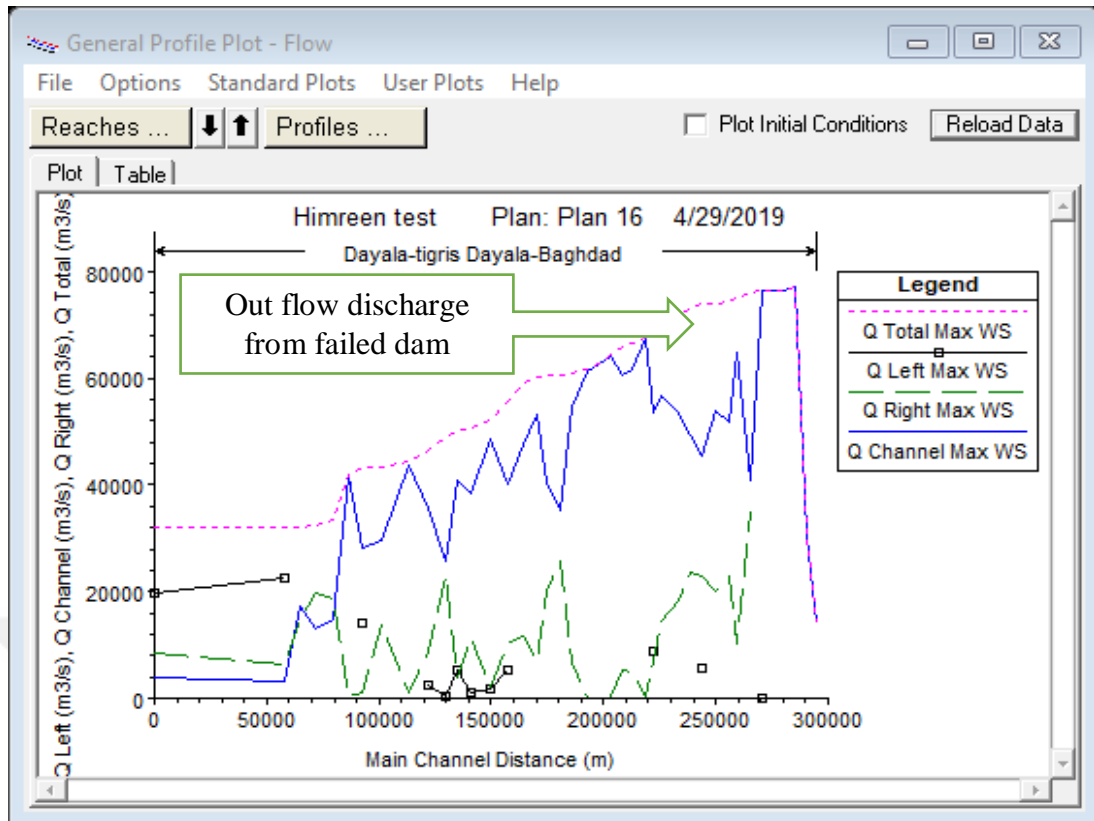 General Profile Plot - Flow
File Options Standard Plots User Plots Help
Reaches ... Profiles ... Plot Initial Conditions Reload Data
Plot Table
Himreen test Plan: Plan 16 4/29/2019
Dayala-tigris Dayala-Baghdad
Out flow discharge
from failed dam
Q Left (m3/s), Q Channel (m3/s), Q Right (m3/s), Q Total (m3/s)
80000
60000
40000
20000
0
0 50000 100000 150000 200000 250000 300000
Main Channel Distance (m)
Legend
Q Total Max WS
Q Left Max WS
Q Right Max WS
Q Channel Max WS